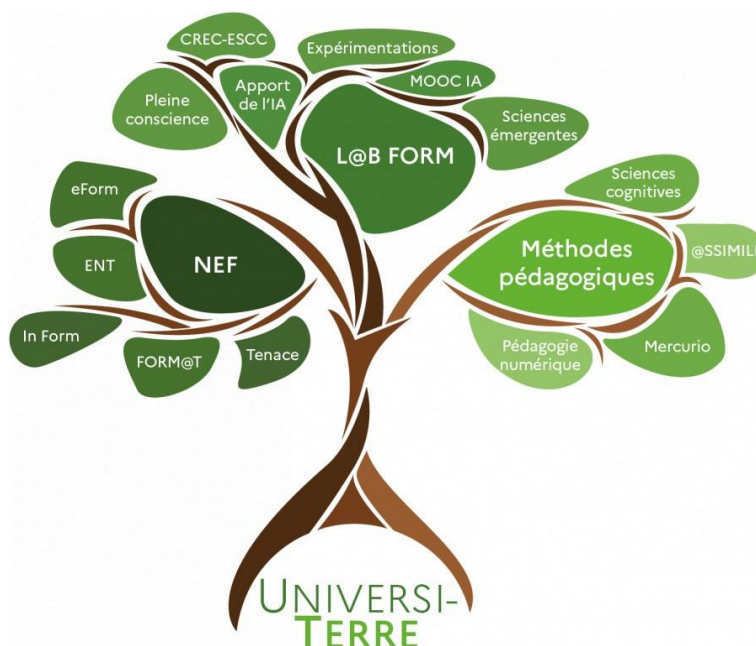 CREC-ESCC
Expérimentations
Pleine
conscience
Apport
de l'IA
MOOC IA
Sciences
émergentes
L@B FORM
eForm
ENT
NEF
In Form
FORM@T
Tenace
Sciences
cognitives
Méthodes
pédagogiques
@SSIMIL
Pédagogie
numérique
Mercurio
UNIVERSI-
TERRE